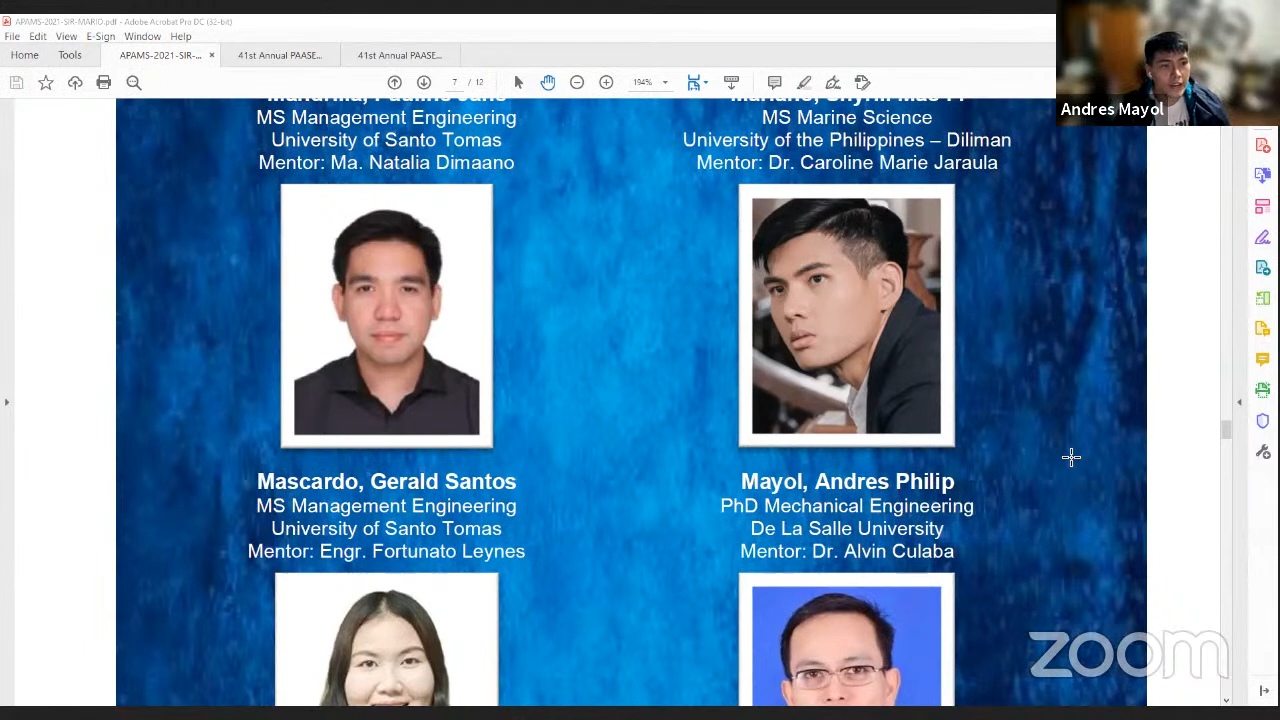 APAMS-2021-SIR-MARIO.pdf - Adobe Acrobat Pro DC (32-bit)
File Edit View E-Sign Window Help
Home Tools APAMS-2021-SIR-... × 41st Annual PAASE... 41st Annual PAASE...
7 / 12 194%
Andres Mayol
MS Management Engineering
University of Santo Tomas
Mentor: Ma. Natalia Dimaano
MS Marine Science
University of the Philippines – Diliman
Mentor: Dr. Caroline Marie Jaraula
Mascardo, Gerald Santos
MS Management Engineering
University of Santo Tomas
Mentor: Engr. Fortunato Leynes
Mayol, Andres Philip
PhD Mechanical Engineering
De La Salle University
Mentor: Dr. Alvin Culaba
zoom